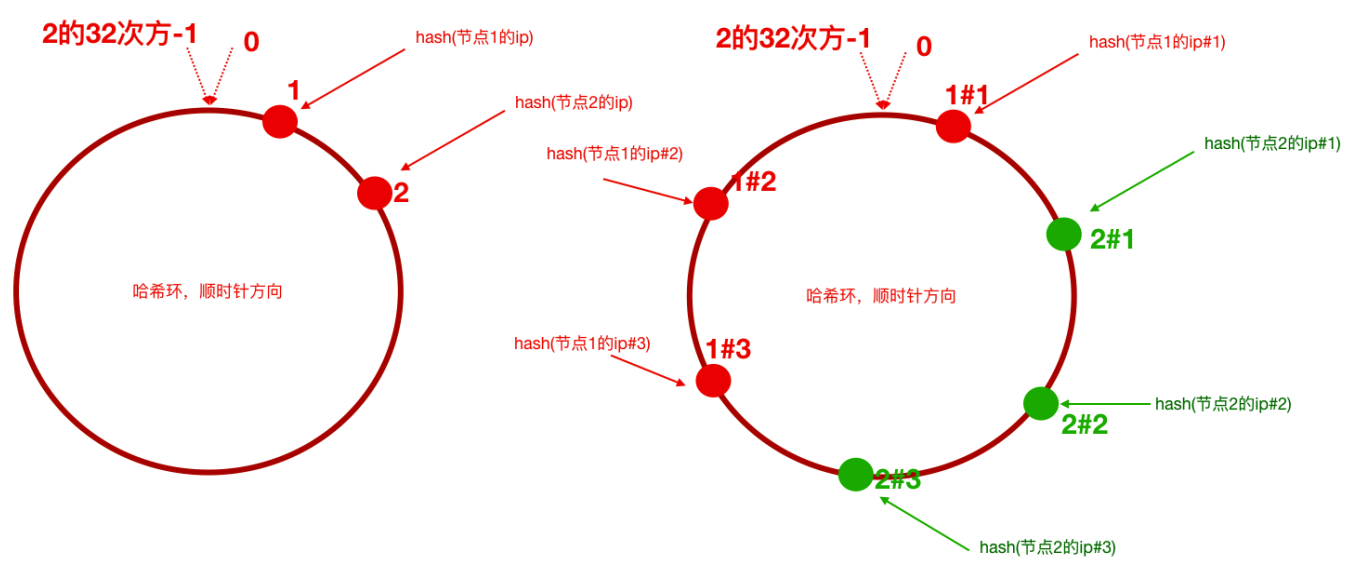 2的32次方-1
0
hash(节点1的ip)
1
hash(节点2的ip)
2
哈希环，顺时针方向
2的32次方-1
0
hash(节点1的ip#1)
1#1
hash(节点2的ip#1)
hash(节点1的ip#2)
1#2
2#1
哈希环，顺时针方向
hash(节点1的ip#3)
1#3
hash(节点2的ip#2)
2#2
2#3
hash(节点2的ip#3)